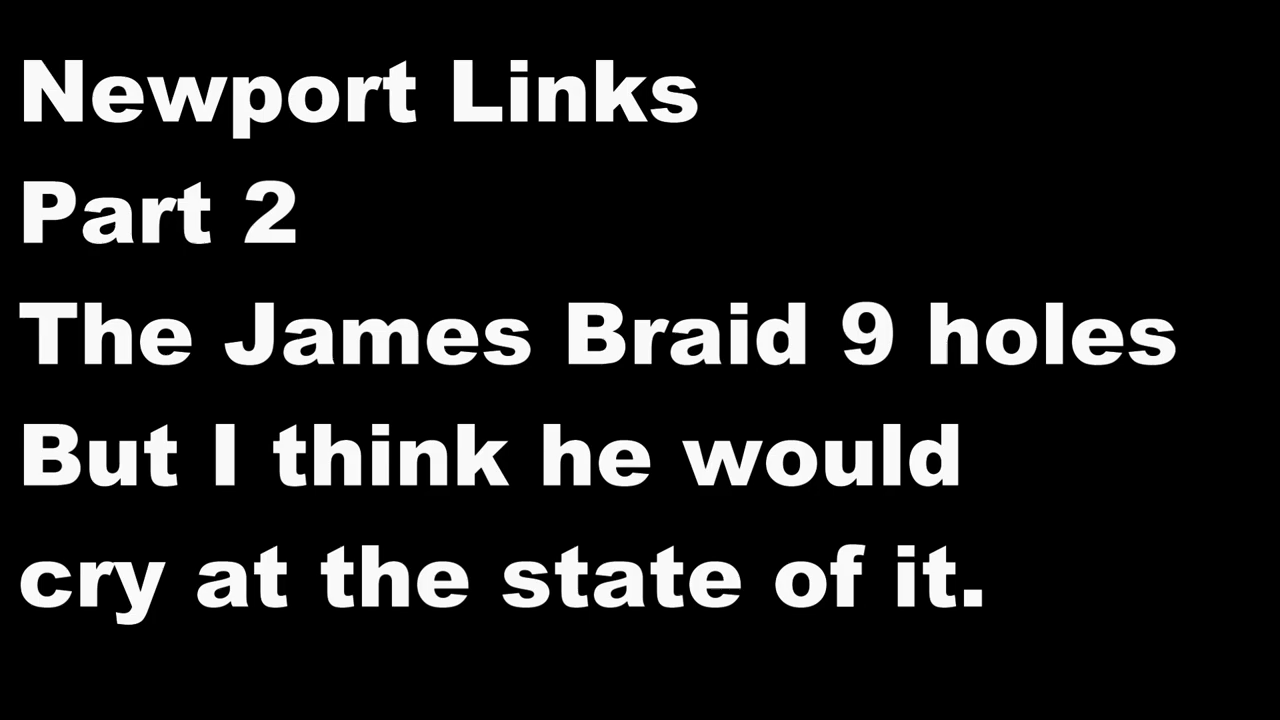 Newport Links
Part 2
The James Braid 9 holes
But I think he would
cry at the state of it.